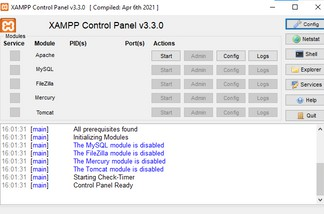 XAMPP Control Panel v3.3.0 [ Compiled: Apr 6th 2021 ]
XAMPP Control Panel v3.3.0
Config
Modules
Service Module PID(s) Port(s) Actions
Netstat
Apache Start Admin Config Logs
Shell
MySQL Start Admin Config Logs
Explorer
FileZilla Start Admin Config Logs
Services
Mercury Start Admin Config Logs
Help
Tomcat Start Admin Config Logs
Quit
16:01:31 [main] All prerequisites found
16:01:31 [main] Initializing Modules
16:01:31 [main] The MySQL module is disabled
16:01:31 [main] The FileZilla module is disabled
16:01:31 [main] The Mercury module is disabled
16:01:31 [main] The Tomcat module is disabled
16:01:31 [main] Starting Check-Timer
16:01:31 [main] Control Panel Ready